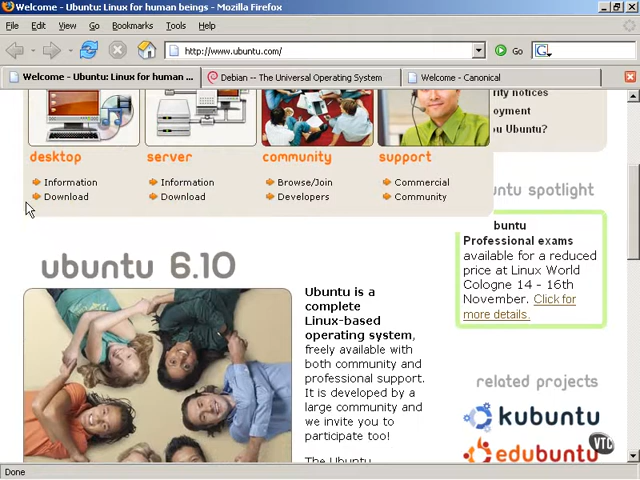 Welcome - Ubuntu: Linux for human beings - Mozilla Firefox
File Edit View Go Bookmarks Tools Help
http://www.ubuntu.com/ Go G
Welcome - Ubuntu: Linux for human ... Debian -- The Universal Operating System Welcome - Canonical
rity notices
oyment
ou Ubuntu?
desktop server community support
Information Information Browse/Join Commercial
Download Download Developers Community
untu spotlight
buntu
Professional exams
available for a reduced
price at Linux World
Cologne 14 - 16th
November. Click for
more details.
ubuntu 6.10
Ubuntu is a
complete
Linux-based
operating system,
freely available with
both community and
professional support.
It is developed by a
large community and
we invite you to
participate too!
The Ubuntu
related projects
kubuntu
edubuntu
VTC
Done